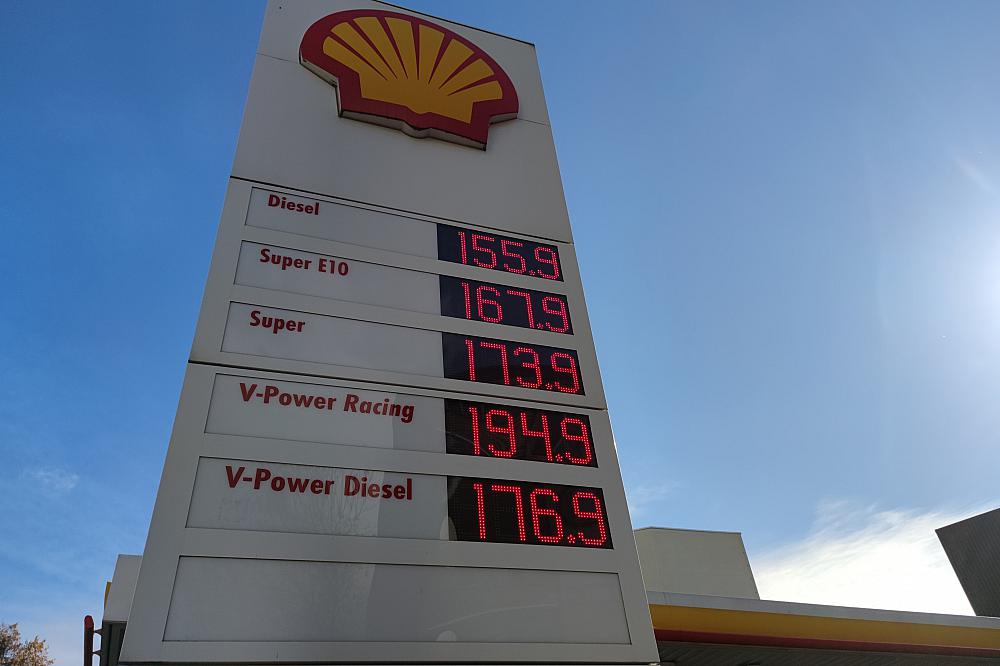 Diesel 155.9
Super E10 167.9
Super 173.9
V-Power Racing 194.9
V-Power Diesel 176.9